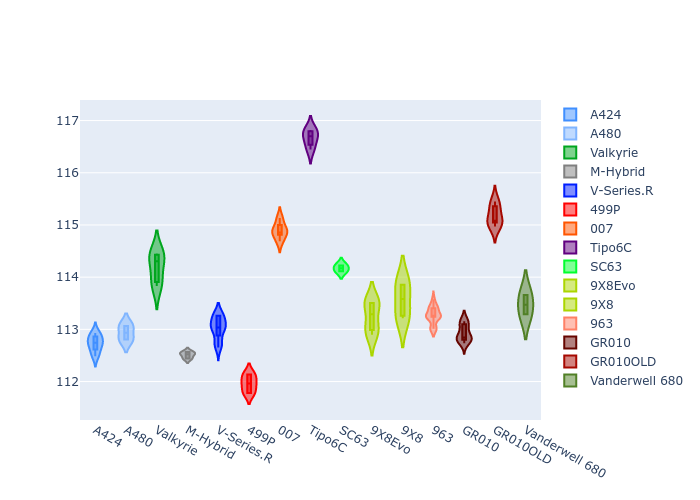 117
116
115
114
113
112
A424
A480
Valkyrie
M-Hybrid
V-Series.R
499P
007
Tipo6C
SC63
9X8Evo
9X8
963
GR010
GR010OLD
Vanderwell 680
A424
A480
Valkyrie
M-Hybrid
V-Series.R
499P
007
Tipo6C
SC63
9X8Evo
9X8
963
GR010
GR010OLD
Vanderwell 680